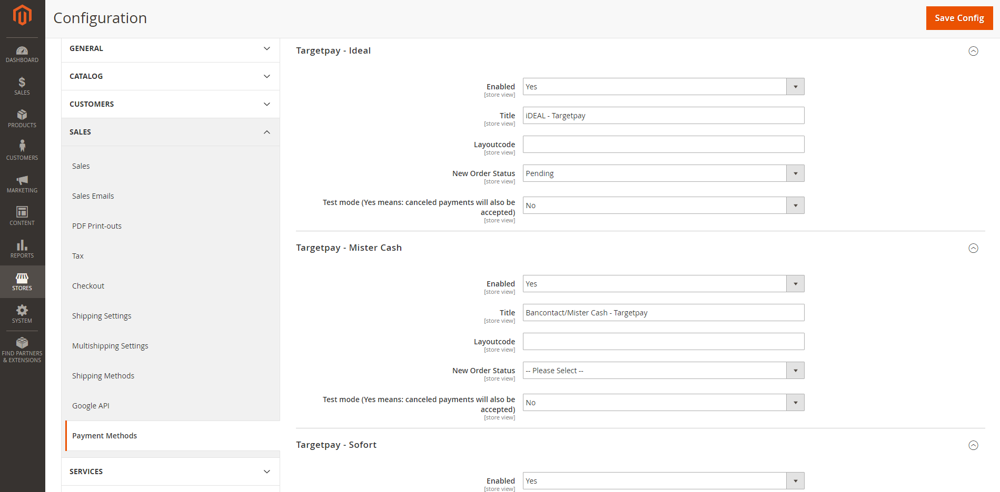 Configuration
Save Config
DASHBOARD
SALES
PRODUCTS
CUSTOMERS
MARKETING
CONTENT
REPORTS
STORES
SYSTEM
FIND PARTNERS
& EXTENSIONS
GENERAL
CATALOG
CUSTOMERS
SALES
Sales
Sales Emails
PDF Print-outs
Tax
Checkout
Shipping Settings
Multishipping Settings
Shipping Methods
Google API
Payment Methods
SERVICES
Targetpay - Ideal
Enabled Yes
[store view]
Title iDEAL - Targetpay
[store view]
Layoutcode
[store view]
New Order Status Pending
[store view]
Test mode (Yes means: canceled payments will also be
accepted) No
[store view]
Targetpay - Mister Cash
Enabled Yes
[store view]
Title Bancontact/Mister Cash - Targetpay
[store view]
Layoutcode
[store view]
New Order Status -- Please Select --
[store view]
Test mode (Yes means: canceled payments will also be
accepted) No
[store view]
Targetpay - Sofort
Enabled Yes
[store view]